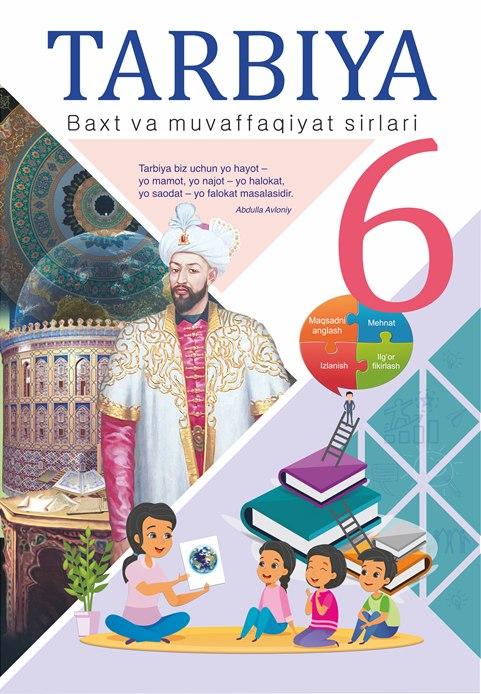 TARBIYA
Baxt va muvaffaqiyat sirlari
Tarbiya biz uchun yo hayot –
yo mamot, yo najot – yo halokat,
yo saodat – yo falokat masalasidir.
Abdulla Avloniy
6
Maqsadni
anglash
Mehnat
Izlanish
Ilg‘or
fikirlash